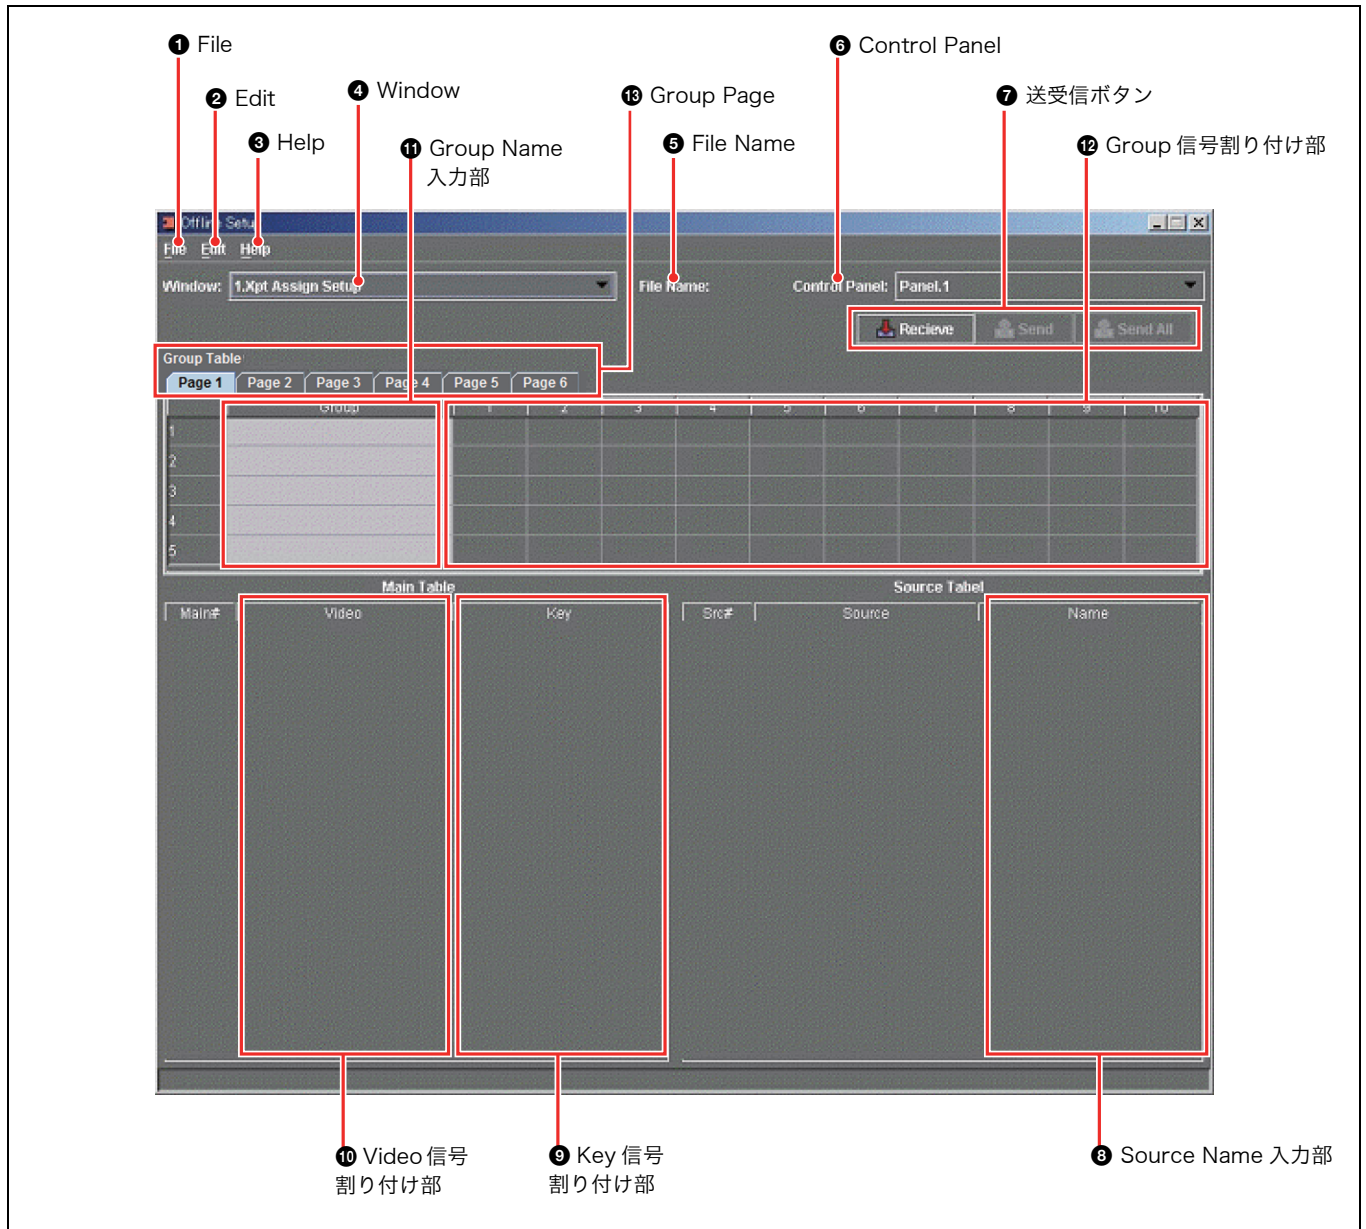 ❶ File
❻ Control Panel
❷ Edit
❹ Window
⓭ Group Page
❼ 送受信ボタン
❸ Help
⓫ Group Name
入力部
❺ File Name
⓬ Group 信号割り付け部
Offline Setup
File Edit Help
Window: 1.Xpt Assign Setup File Name: Control Panel: Panel.1
Recieve Send Send All
Group Table
Page 1 Page 2 Page 3 Page 4 Page 5 Page 6
Group 1 2 3 4 5 6 7 8 9 10
1
2
3
4
5
Main Table Source Tabel
Main# Video Key Src# Source Name
❿ Video 信号
割り付け部
❾ Key 信号
割り付け部
❽ Source Name 入力部